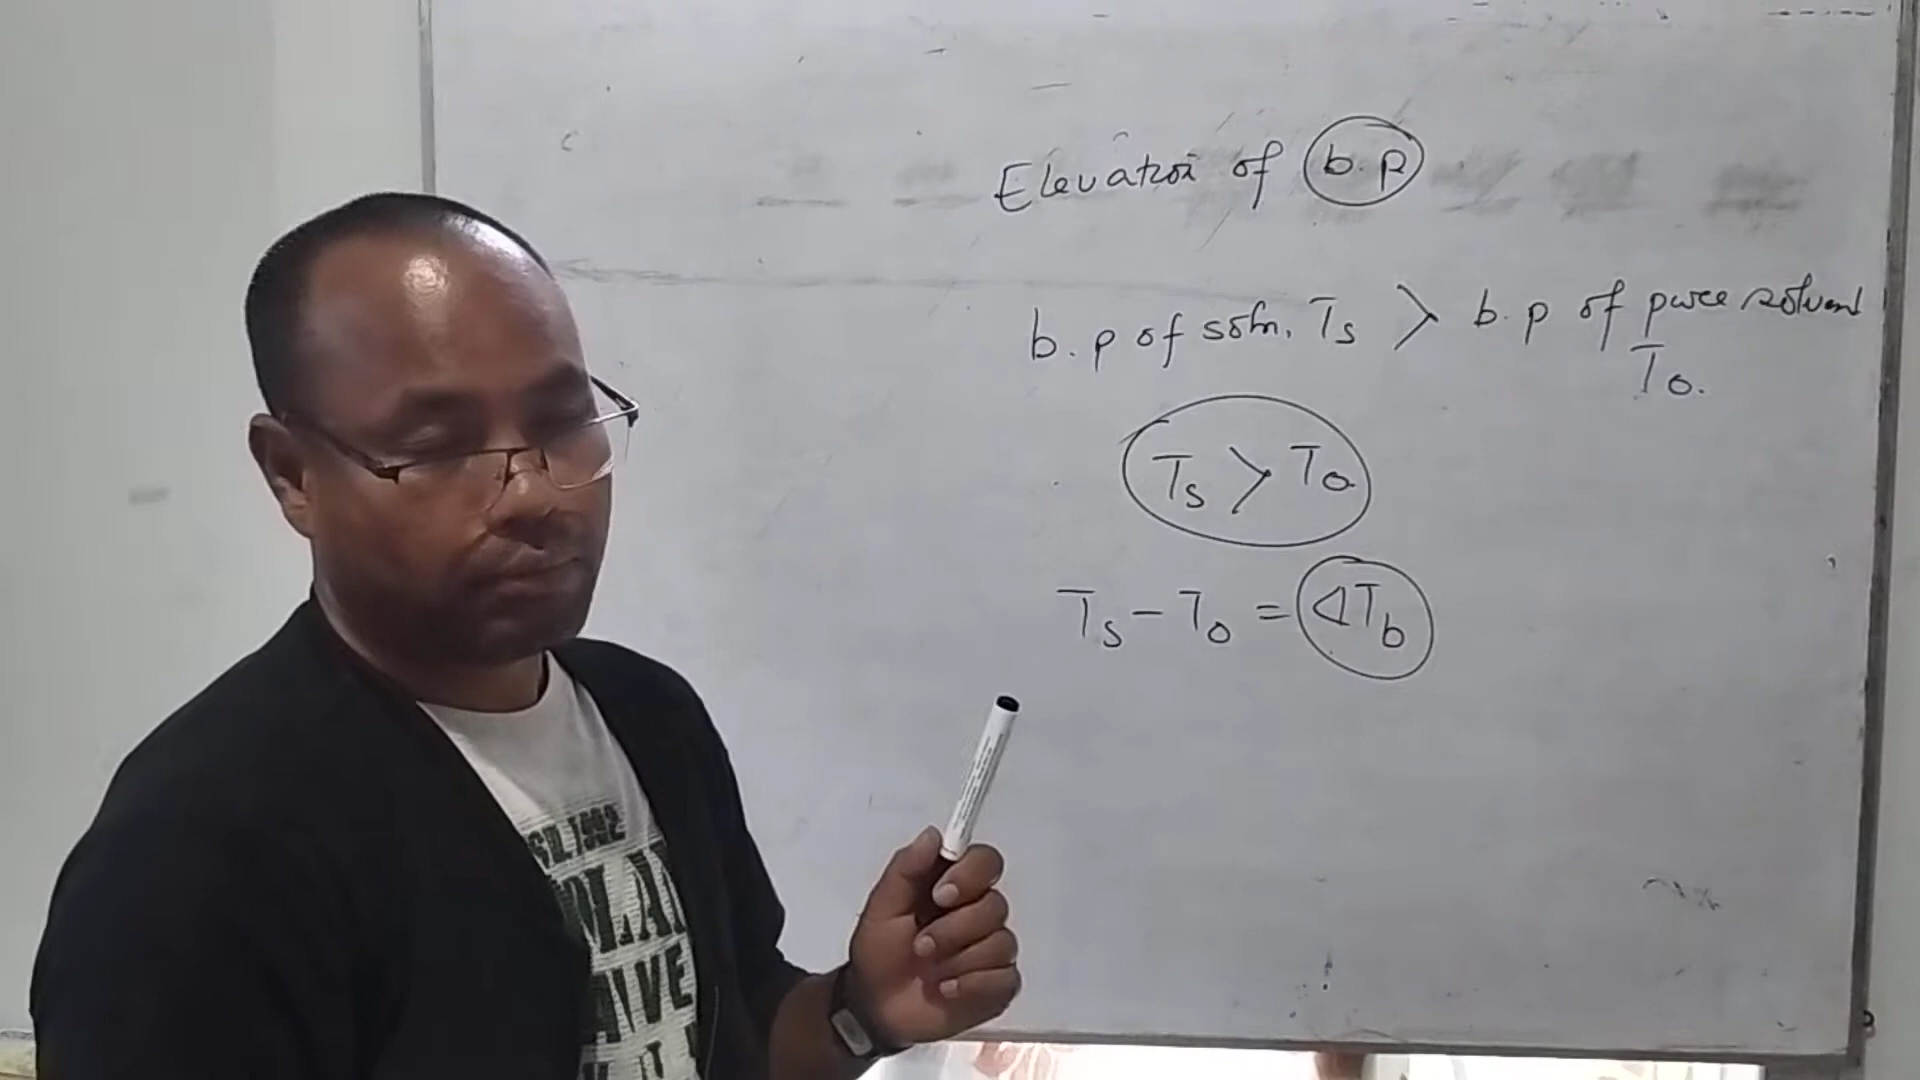 Elevation of b.p
b.p of soln. Ts > b.p of pure solvent
To.
Ts > To
Ts - To = ΔTb